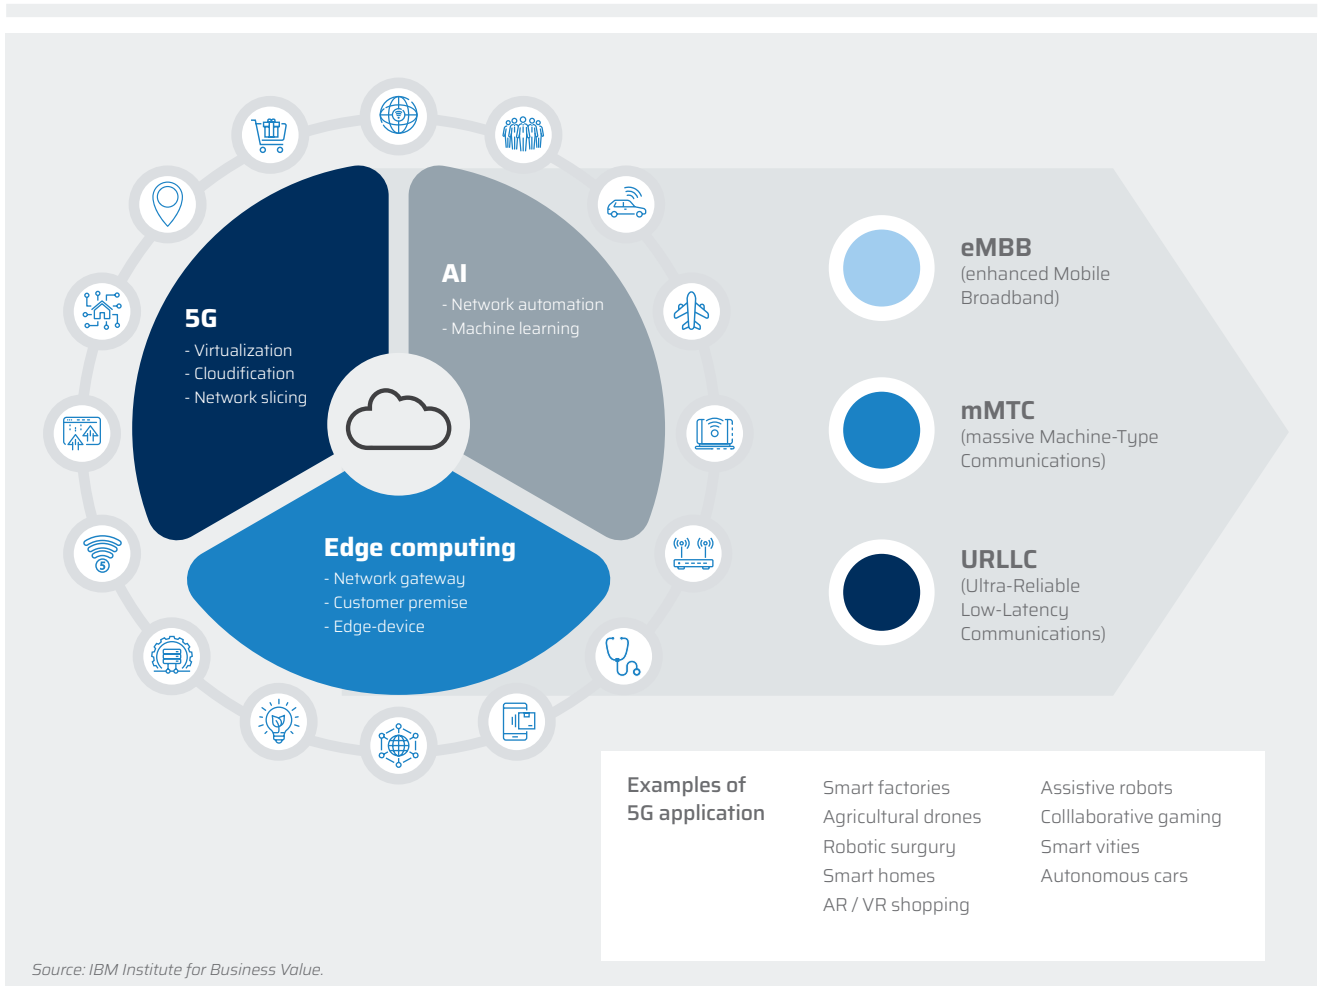 5G
- Virtualization
- Cloudification
- Network slicing
AI
- Network automation
- Machine learning
Edge computing
- Network gateway
- Customer premise
- Edge-device
5
eMBB
(enhanced Mobile
Broadband)
mMTC
(massive Machine-Type
Communications)
URLLC
(Ultra-Reliable
Low-Latency
Communications)
Examples of
5G application
Smart factories
Agricultural drones
Robotic surgury
Smart homes
AR / VR shopping
Assistive robots
Colllaborative gaming
Smart vities
Autonomous cars
Source: IBM Institute for Business Value.